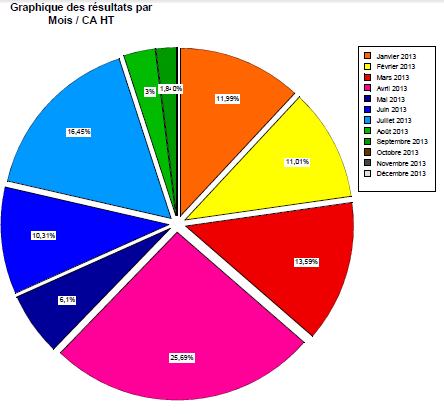 Graphique des résultats par
Mois / CA HT
Janvier 2013
Février 2013
Mars 2013
Avril 2013
Mai 2013
Juin 2013
Juillet 2013
Août 2013
Septembre 2013
Octobre 2013
Novembre 2013
Décembre 2013
11,99%
11,01%
13,59%
25,69%
6,1%
10,31%
16,45%
3%